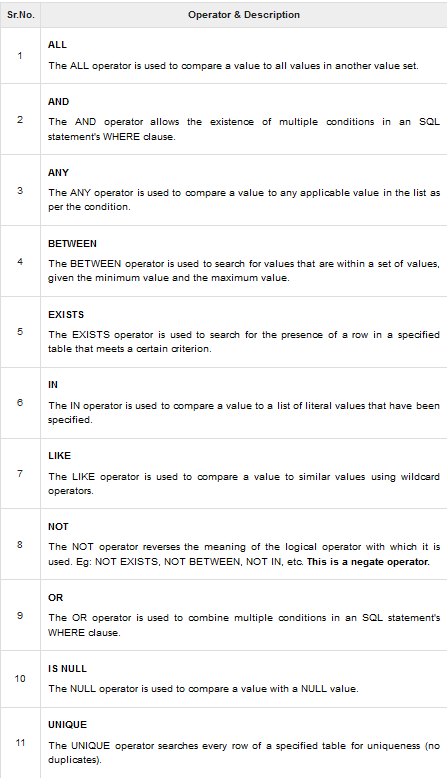 Sr.No. Operator & Description
1
ALL
The ALL operator is used to compare a value to all values in another value set.
2
AND
The AND operator allows the existence of multiple conditions in an SQL
statement's WHERE clause.
3
ANY
The ANY operator is used to compare a value to any applicable value in the list as
per the condition.
4
BETWEEN
The BETWEEN operator is used to search for values that are within a set of values,
given the minimum value and the maximum value.
5
EXISTS
The EXISTS operator is used to search for the presence of a row in a specified
table that meets a certain criterion.
6
IN
The IN operator is used to compare a value to a list of literal values that have been
specified.
7
LIKE
The LIKE operator is used to compare a value to similar values using wildcard
operators.
8
NOT
The NOT operator reverses the meaning of the logical operator with which it is
used. Eg: NOT EXISTS, NOT BETWEEN, NOT IN, etc. This is a negate operator.
9
OR
The OR operator is used to combine multiple conditions in an SQL statement's
WHERE clause.
10
IS NULL
The NULL operator is used to compare a value with a NULL value.
11
UNIQUE
The UNIQUE operator searches every row of a specified table for uniqueness (no
duplicates).